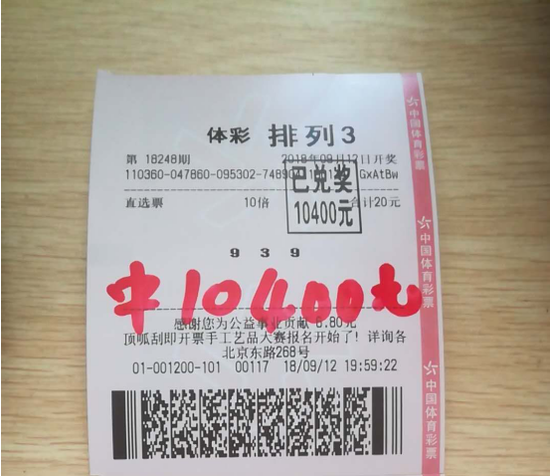 体彩 排列3
第 18248期 2018年09月12日开奖
110360-047860-095302-74890 GxAtBw
已兑奖
10400元
直选票 10倍 合计20元
9 3 9
中10400元
感谢您为公益事业贡献 6.80元
顶呱刮即开票手工艺品大赛报名开始了!详询各
北京东路268号
01-001200-101 00117 18/09/12 19:59:22
中国体育彩票
中国体育彩票
中国体育彩票